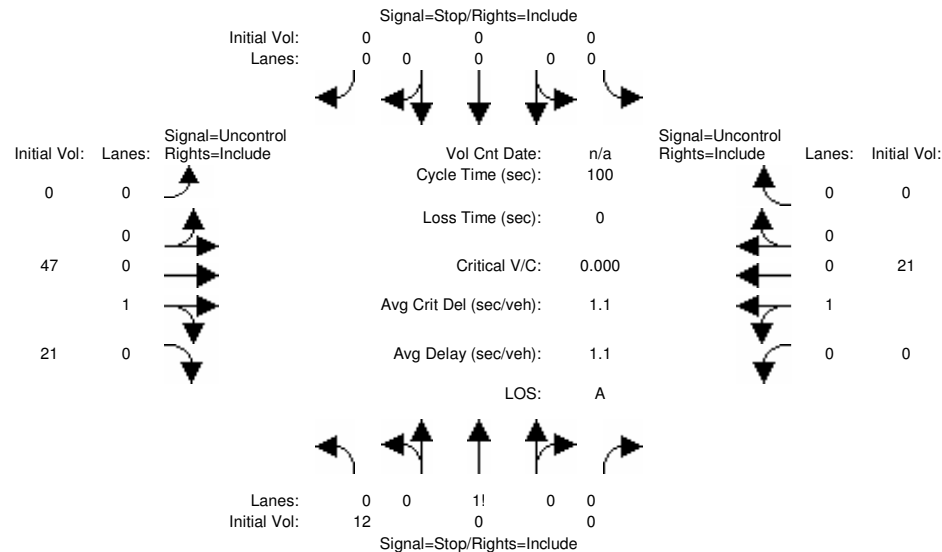 Signal=Stop/Rights=Include
Initial Vol: 0 0 0
Lanes: 0 0 0 0 0
Signal=Uncontrol Signal=Uncontrol
Initial Vol: Lanes: Rights=Include Vol Cnt Date: n/a Rights=Include Lanes: Initial Vol:
Cycle Time (sec): 100
0 0 0 0
Loss Time (sec): 0
0 0
47 0 Critical V/C: 0.000 0 21
1 Avg Crit Del (sec/veh): 1.1 1
21 0 Avg Delay (sec/veh): 1.1 0 0
LOS: A
Lanes: 0 0 1! 0 0
Initial Vol: 12 0 0
Signal=Stop/Rights=Include